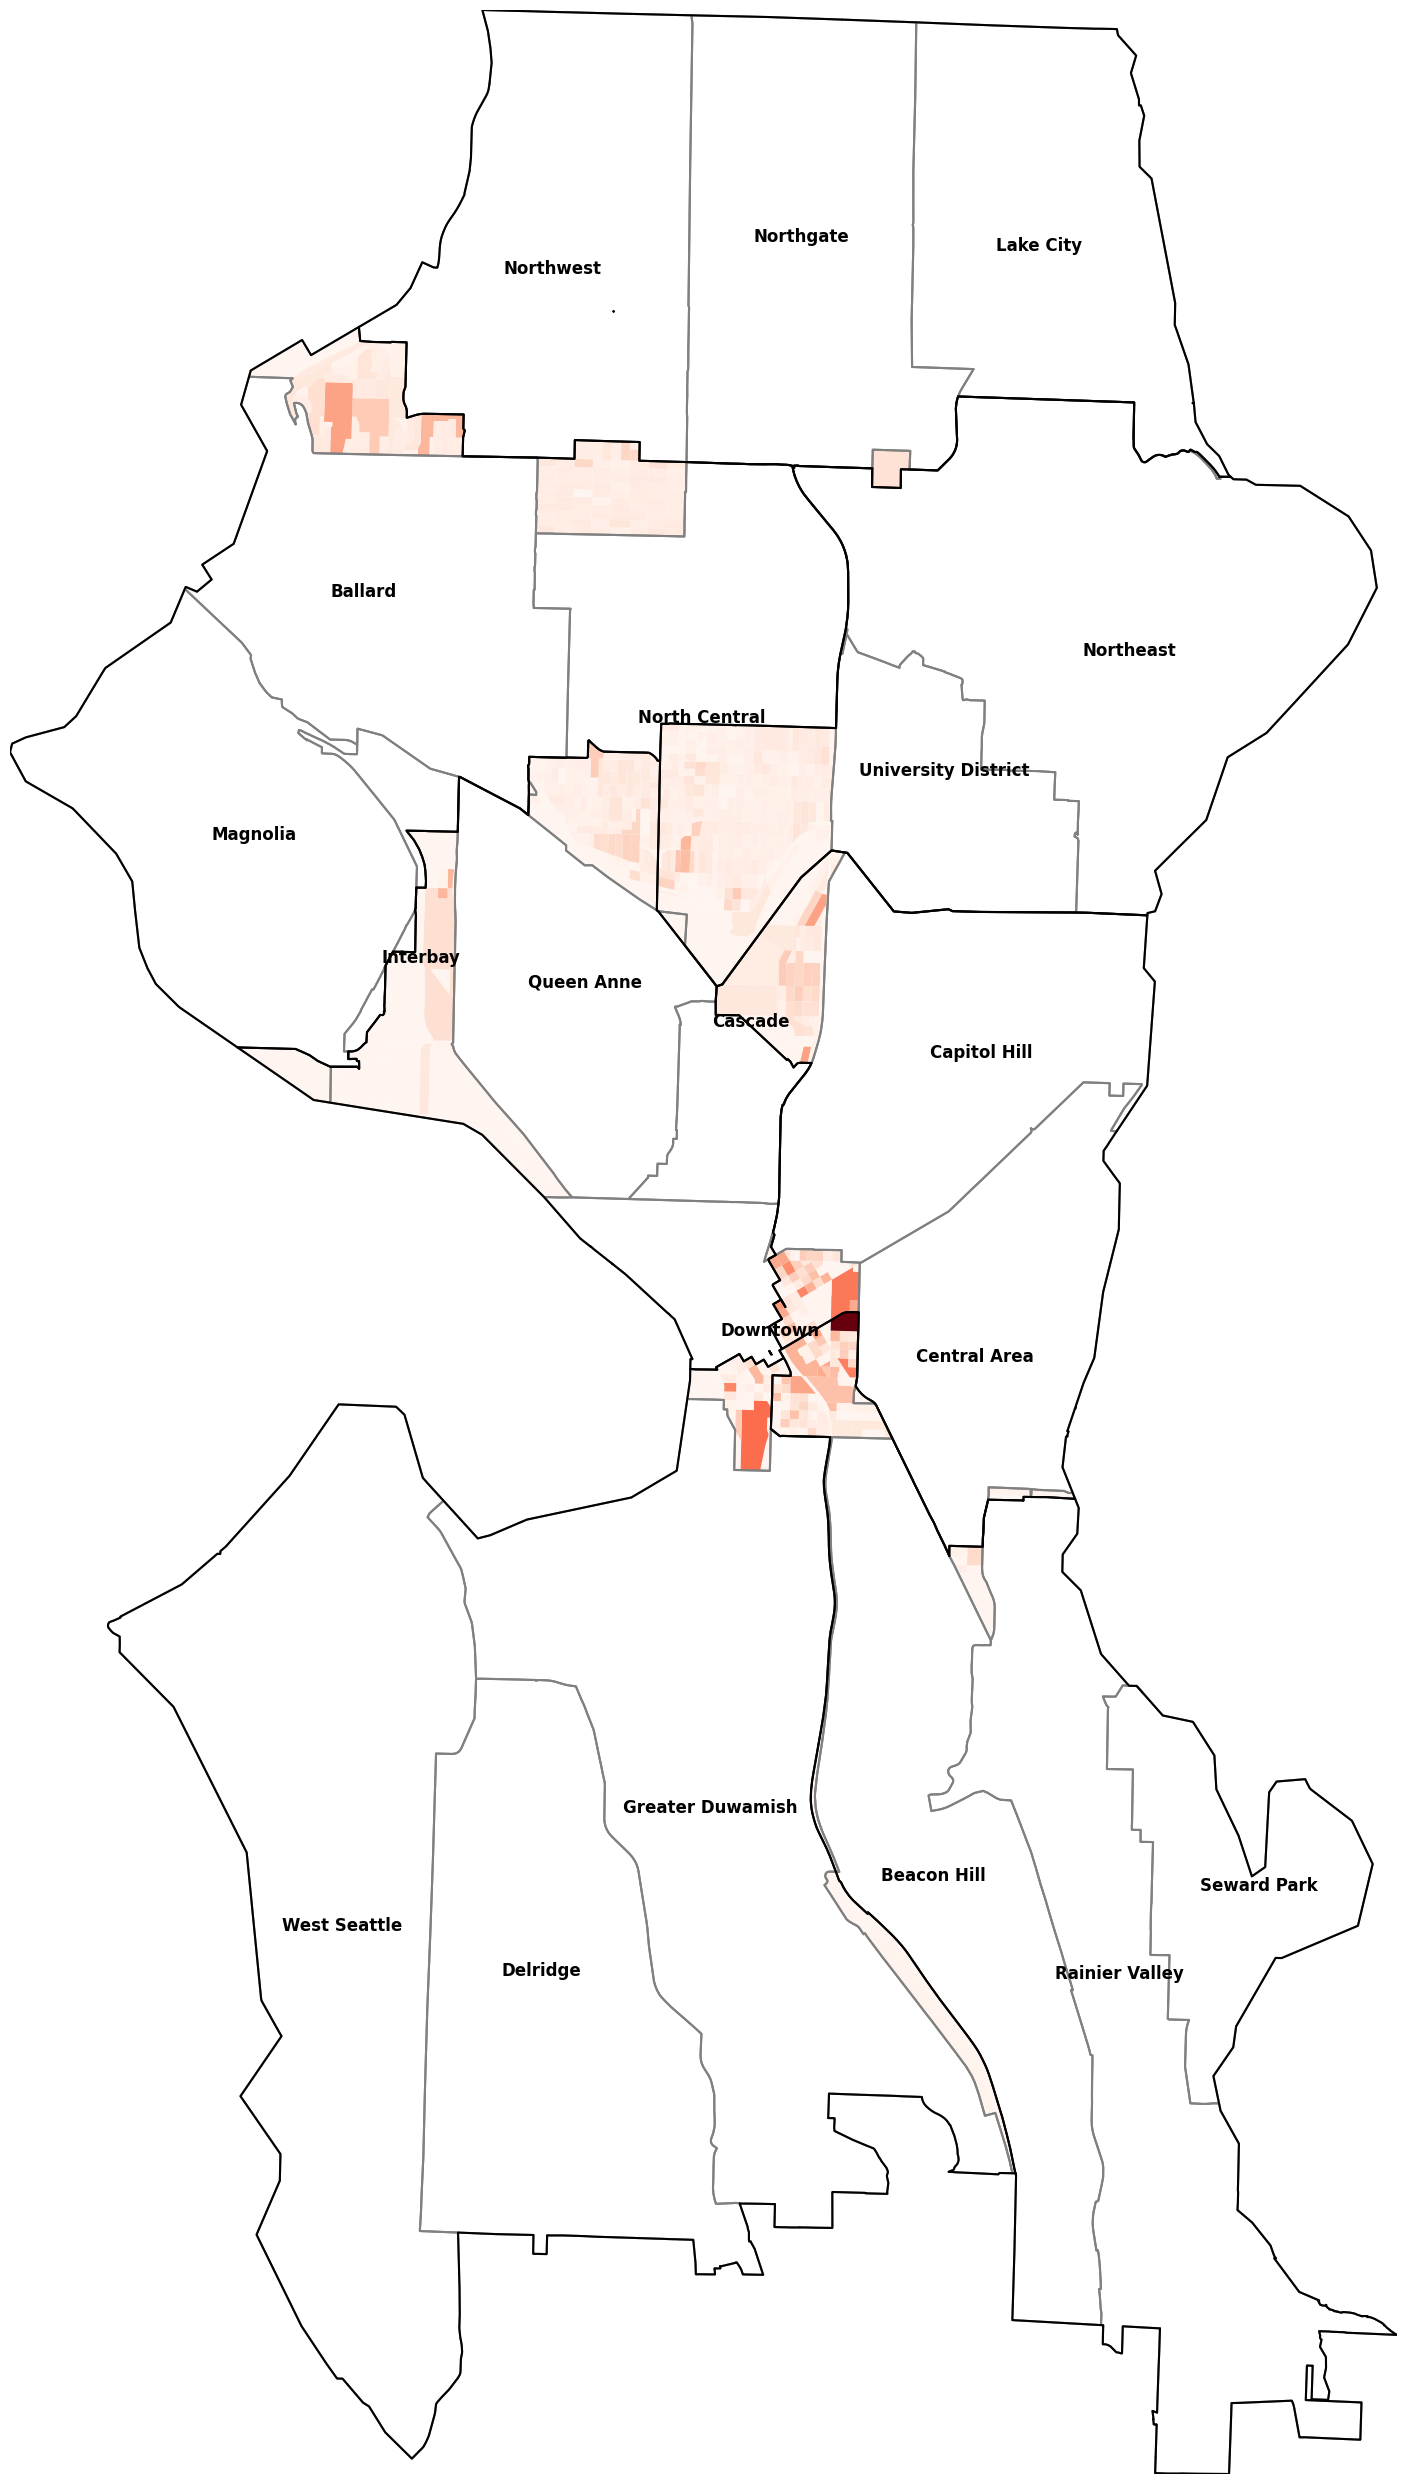 Northgate
Lake City
Northwest
Ballard
Northeast
North Central
University District
Magnolia
Interbay
Queen Anne
Cascade
Capitol Hill
Downtown
Central Area
Greater Duwamish
Beacon Hill
Seward Park
West Seattle
Delridge
Rainier Valley